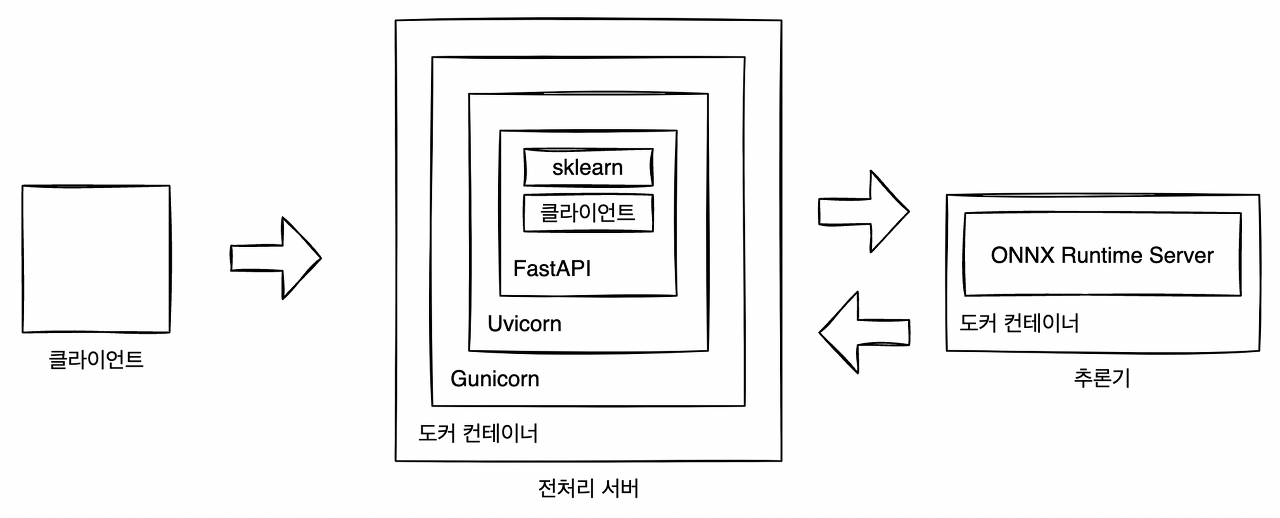 클라이언트
sklearn
클라이언트
FastAPI
Uvicorn
Gunicorn
도커 컨테이너
전처리 서버
ONNX Runtime Server
도커 컨테이너
추론기